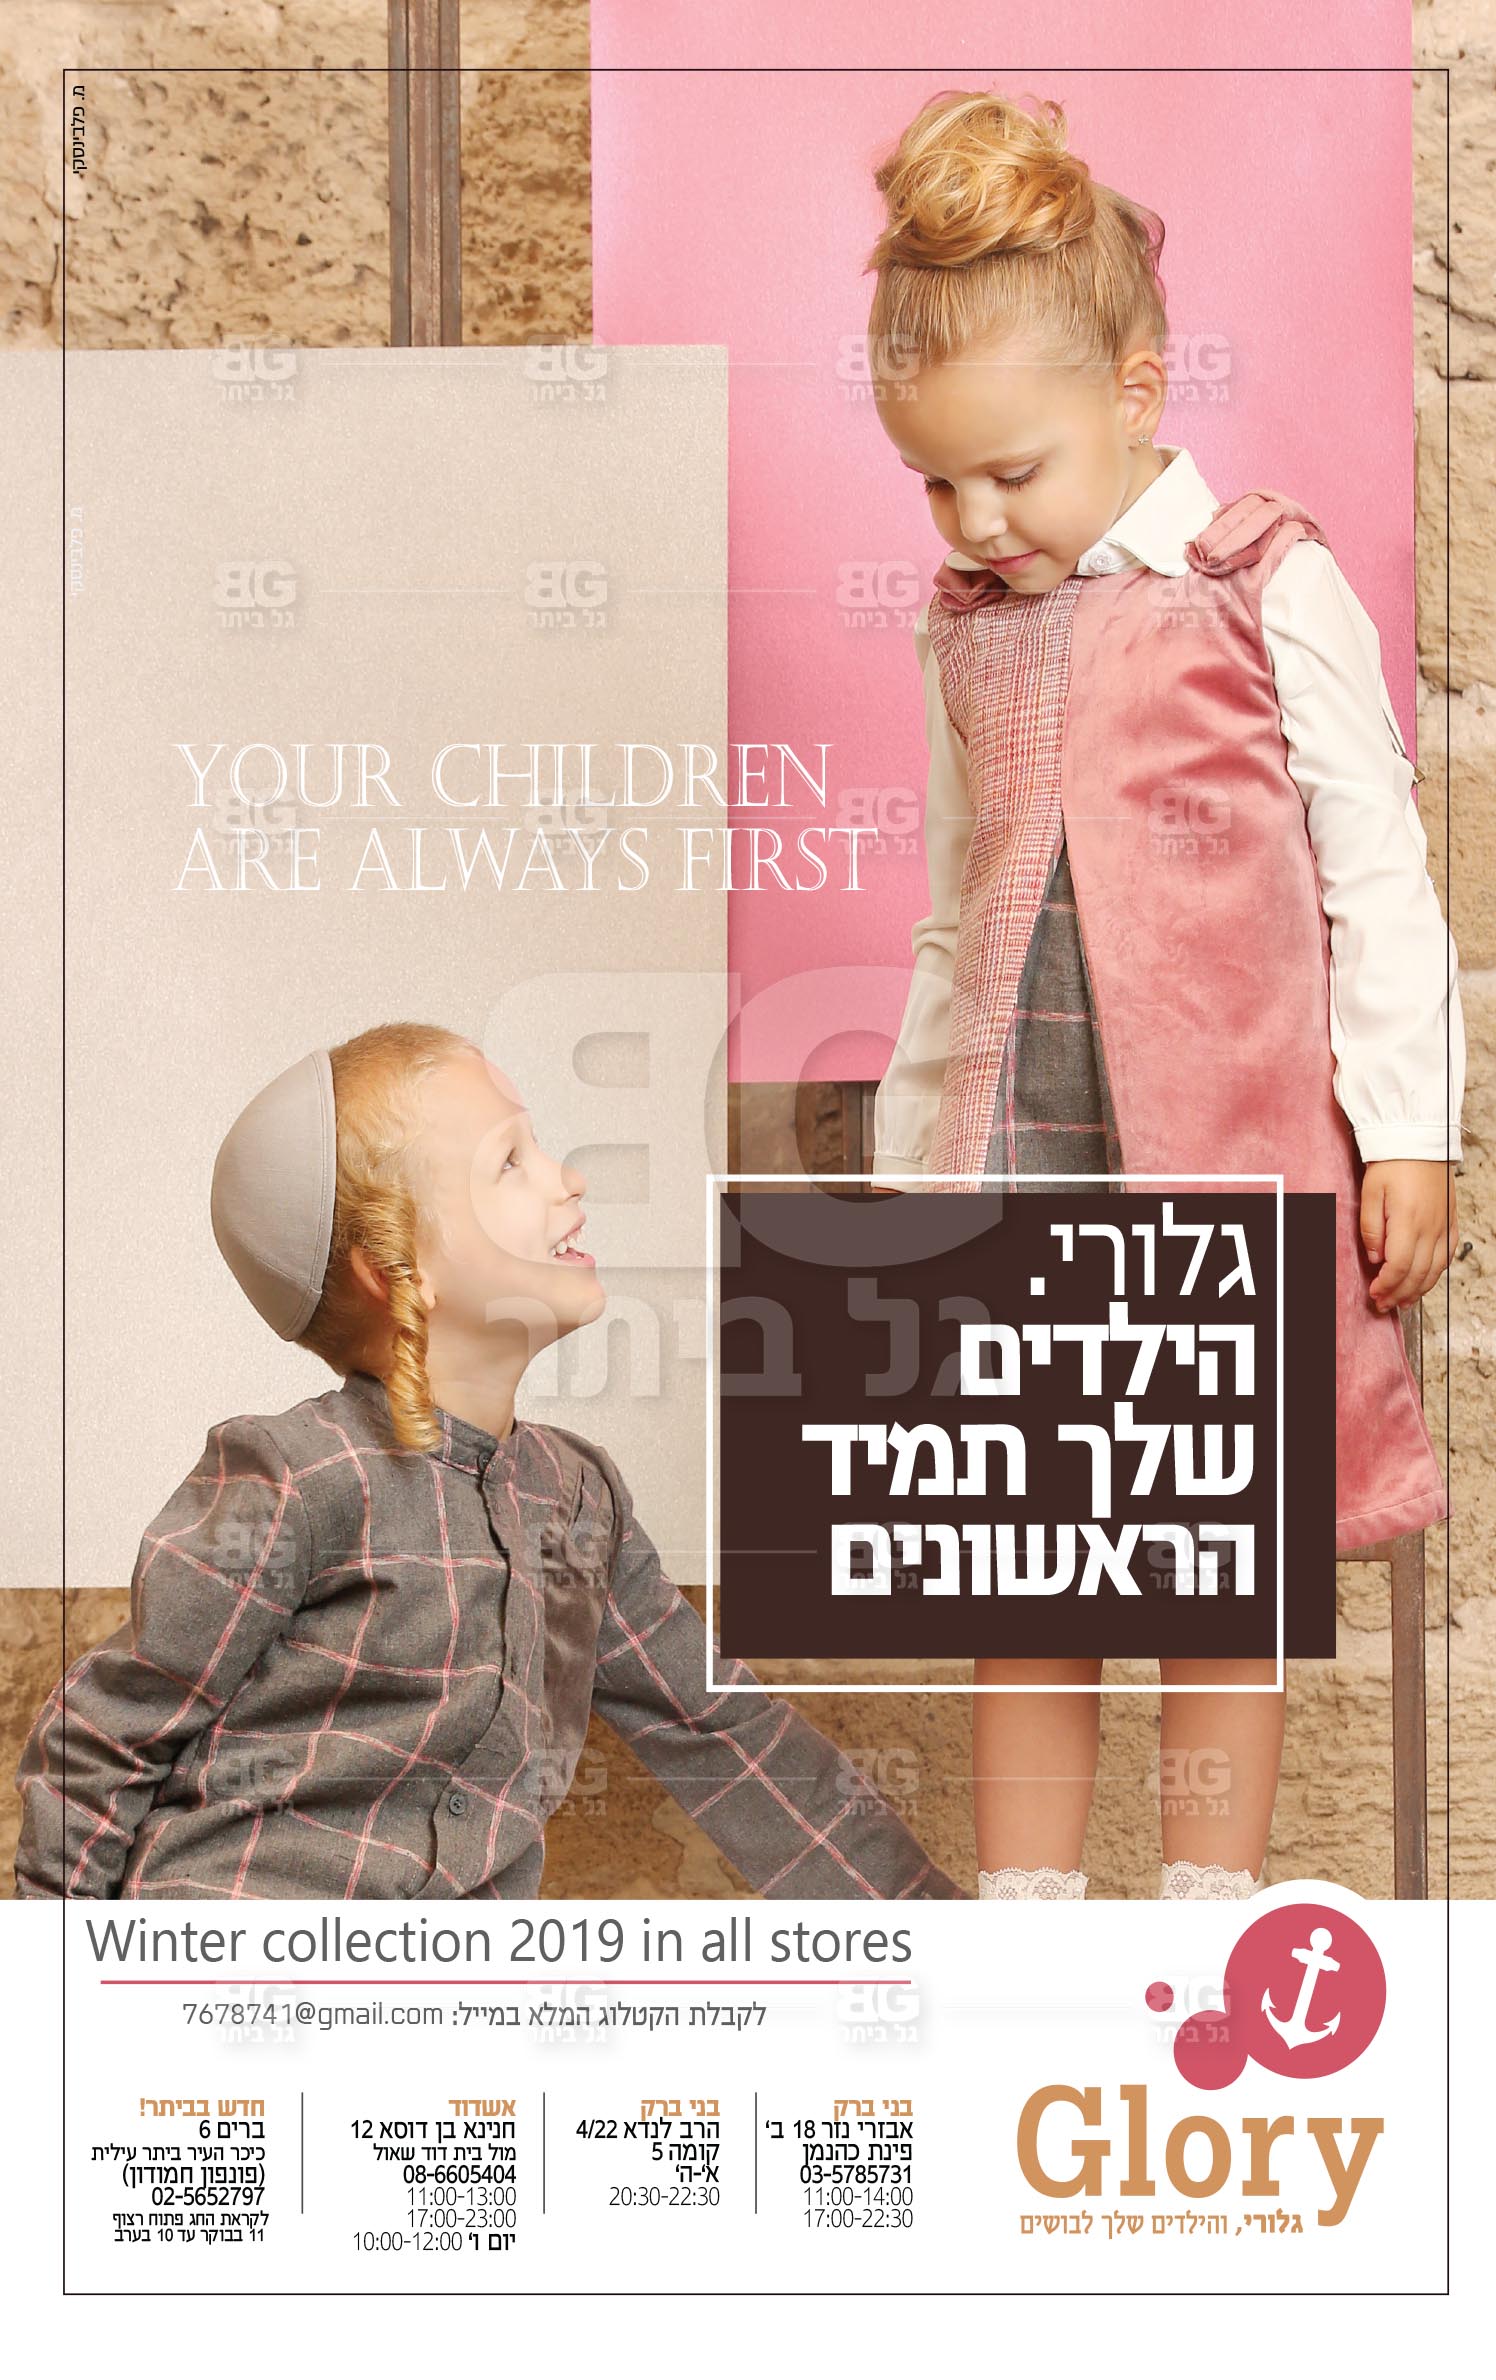 מ. פלבינסקי
מ. פלבינסקי
YOUR CHILDREN
ARE ALWAYS FIRST
גלורי.
הילדים
שלך תמיד
הראשונים
BG
גל ביתר
Winter collection 2019 in all stores
לקבלת הקטלוג המלא במייל: 7678741@gmail.com
Glory
גלורי, והילדים שלך לבושים
בני ברק
אבזרי נזר 18 ב'
פינת כהנמן
03-5785731
11:00-14:00
17:00-22:30
בני ברק
הרב לנדא 4/22
קומה 5
א'-ה'
20:30-22:30
אשדוד
חנינא בן דוסא 12
מול בית דוד שאול
08-6605404
11:00-13:00
17:00-23:00
יום ו' 10:00-12:00
חדש בביתר!
ברים 6
כיכר העיר ביתר עילית
(פונפון חמודון)
02-5652797
לקראת החג פתוח רצוף
11 בבוקר עד 10 בערב